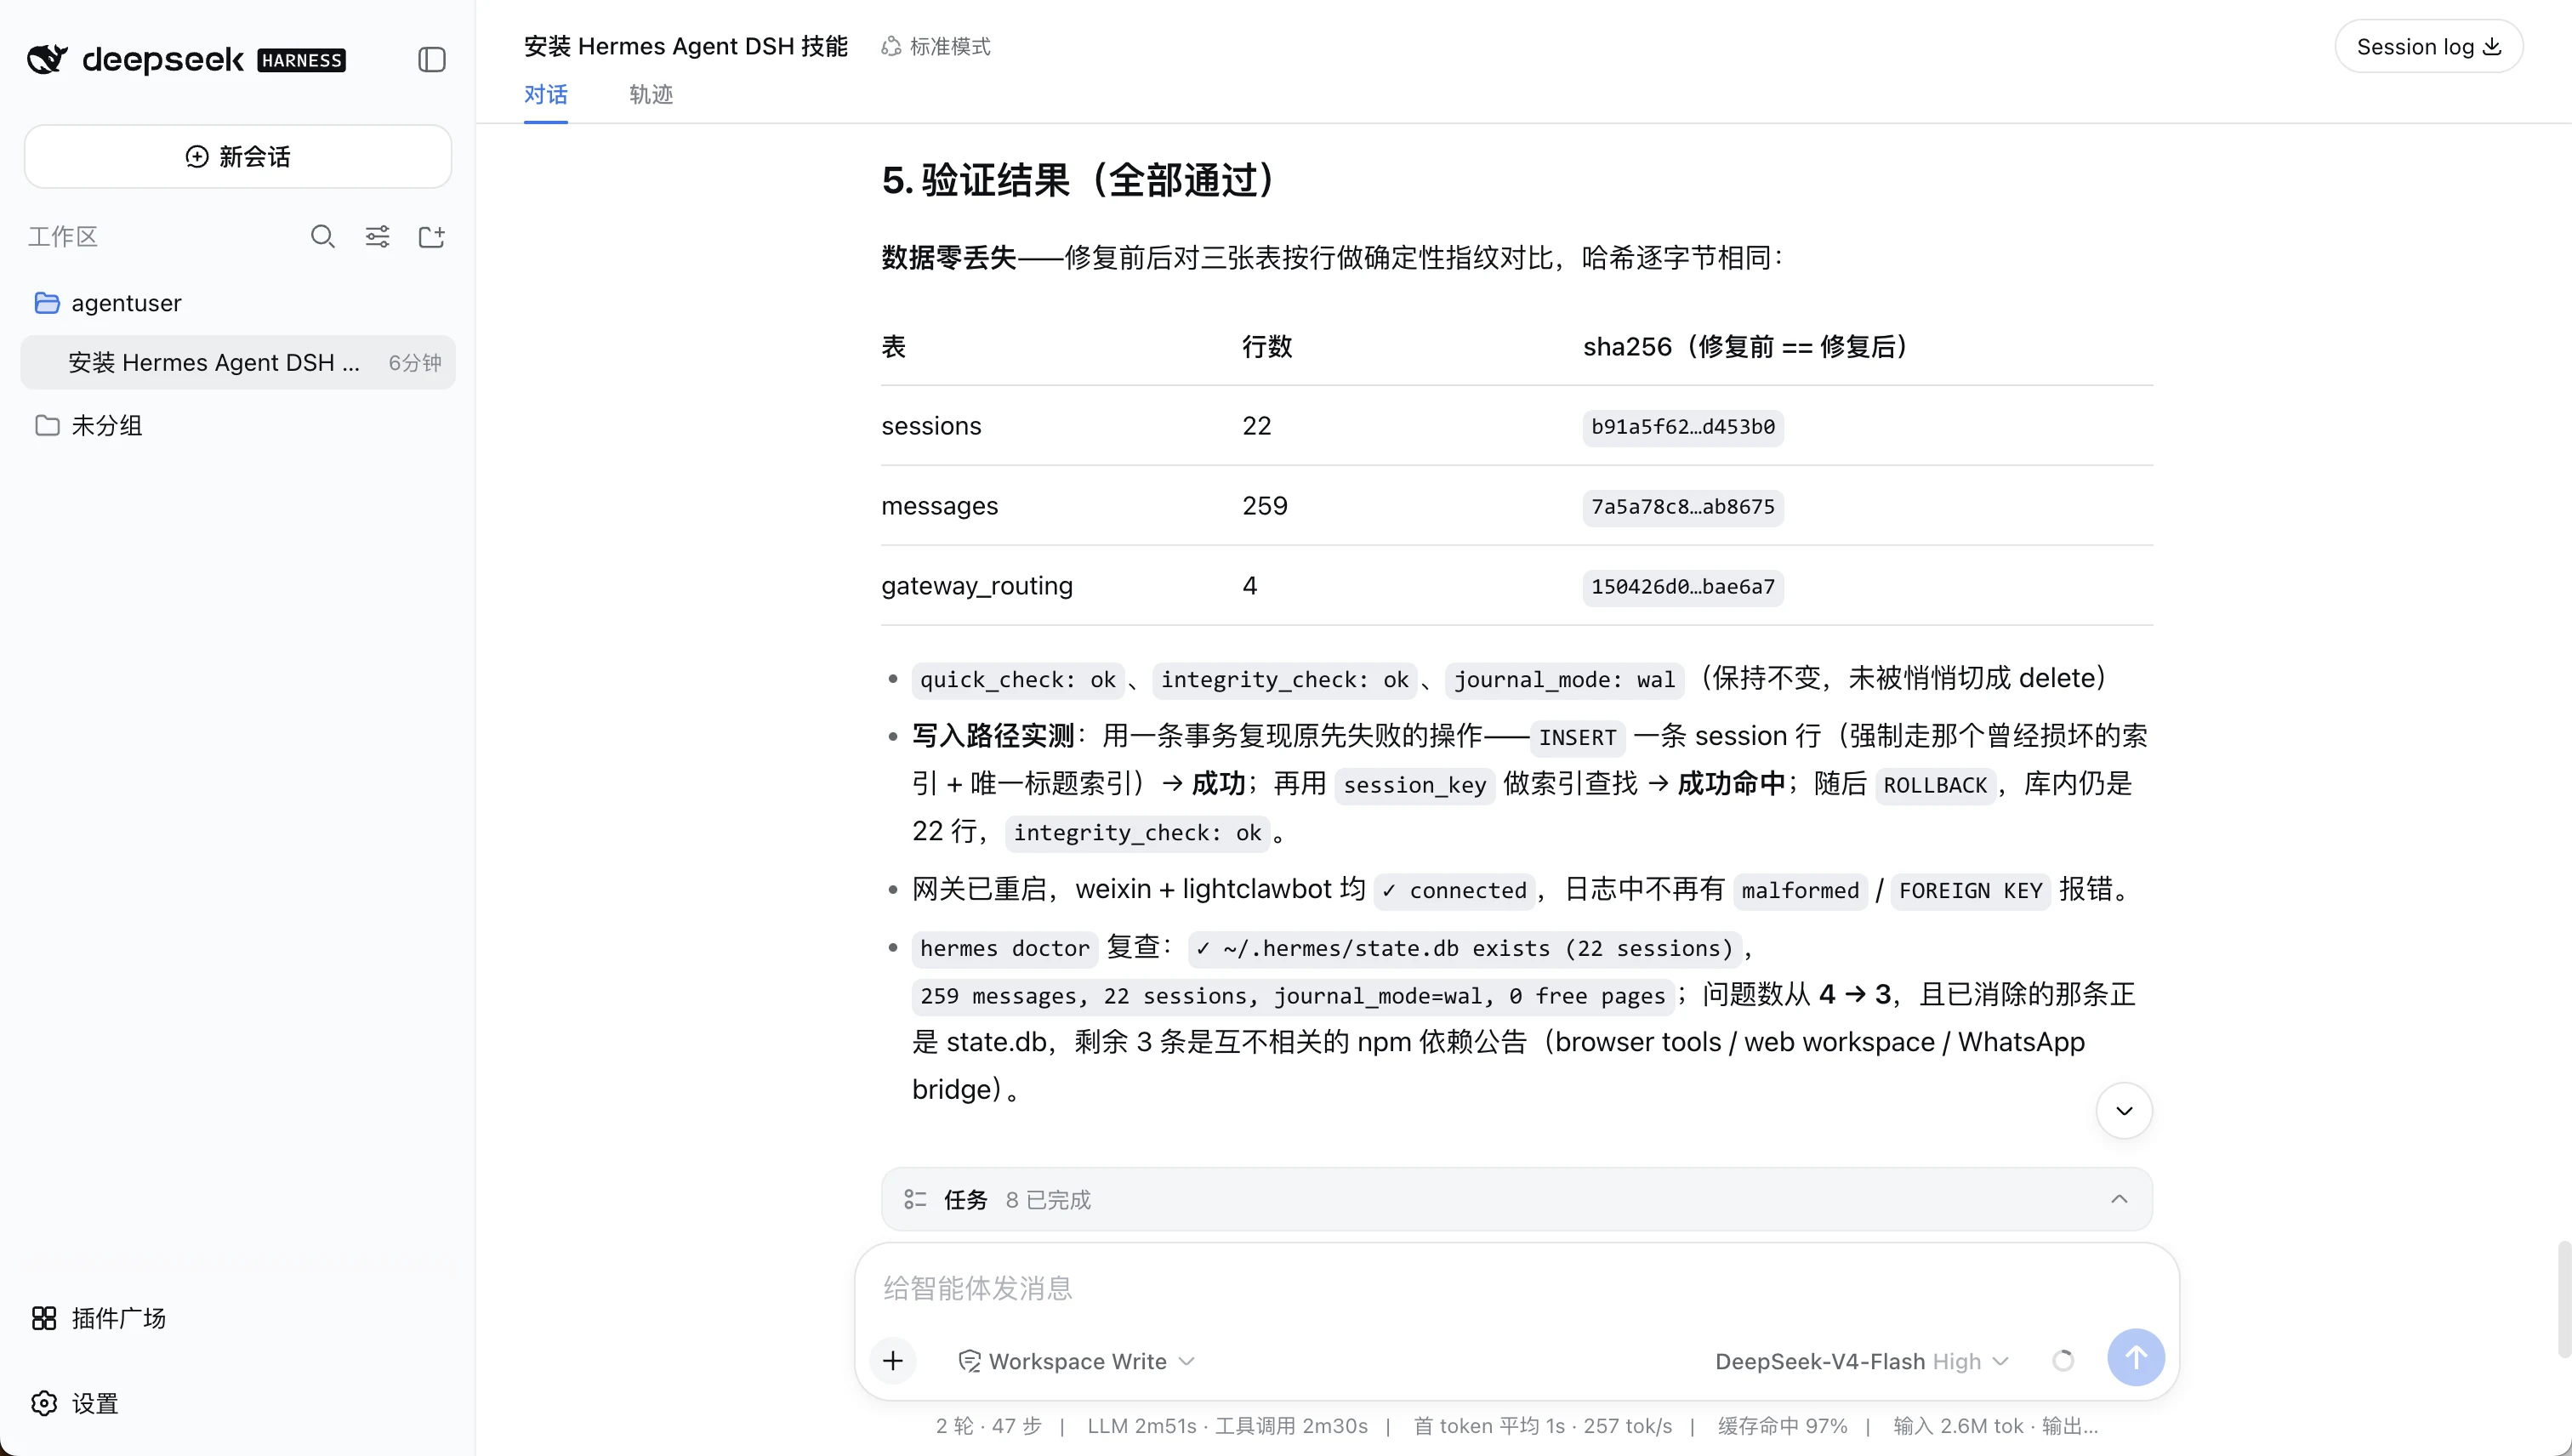 deepseek HARNESS
新会话
工作区
agentuser
安装 Hermes Agent DSH ... 6分钟
未分组
插件广场
设置
安装 Hermes Agent DSH 技能 标准模式
Session log
对话 轨迹
5. 验证结果（全部通过）
数据零丢失——修复前后对三张表按行做确定性指纹对比，哈希逐字节相同：
表 行数 sha256（修复前 == 修复后）
sessions 22 b91a5f62…d453b0
messages 259 7a5a78c8…ab8675
gateway_routing 4 150426d0…bae6a7
• quick_check: ok、integrity_check: ok、journal_mode: wal（保持不变，未被悄悄切成 delete）
• 写入路径实测：用一条事务复现原先失败的操作——INSERT 一条 session 行（强制走那个曾经损坏的索
引 + 唯一标题索引）→ 成功；再用 session_key 做索引查找 → 成功命中；随后 ROLLBACK，库内仍是
22 行，integrity_check: ok。
• 网关已重启，weixin + lightclawbot 均 ✓ connected，日志中不再有 malformed / FOREIGN KEY 报错。
• hermes doctor 复查：✓ ~/.hermes/state.db exists (22 sessions)，
259 messages, 22 sessions, journal_mode=wal, 0 free pages；问题数从 4 → 3，且已消除的那条正
是 state.db，剩余 3 条是互不相关的 npm 依赖公告（browser tools / web workspace / WhatsApp
bridge）。
任务 8 已完成
给智能体发消息
Workspace Write DeepSeek-V4-Flash High
2 轮 · 47 步 | LLM 2m51s · 工具调用 2m30s | 首 token 平均 1s · 257 tok/s | 缓存命中 97% | 输入 2.6M tok · 输出...